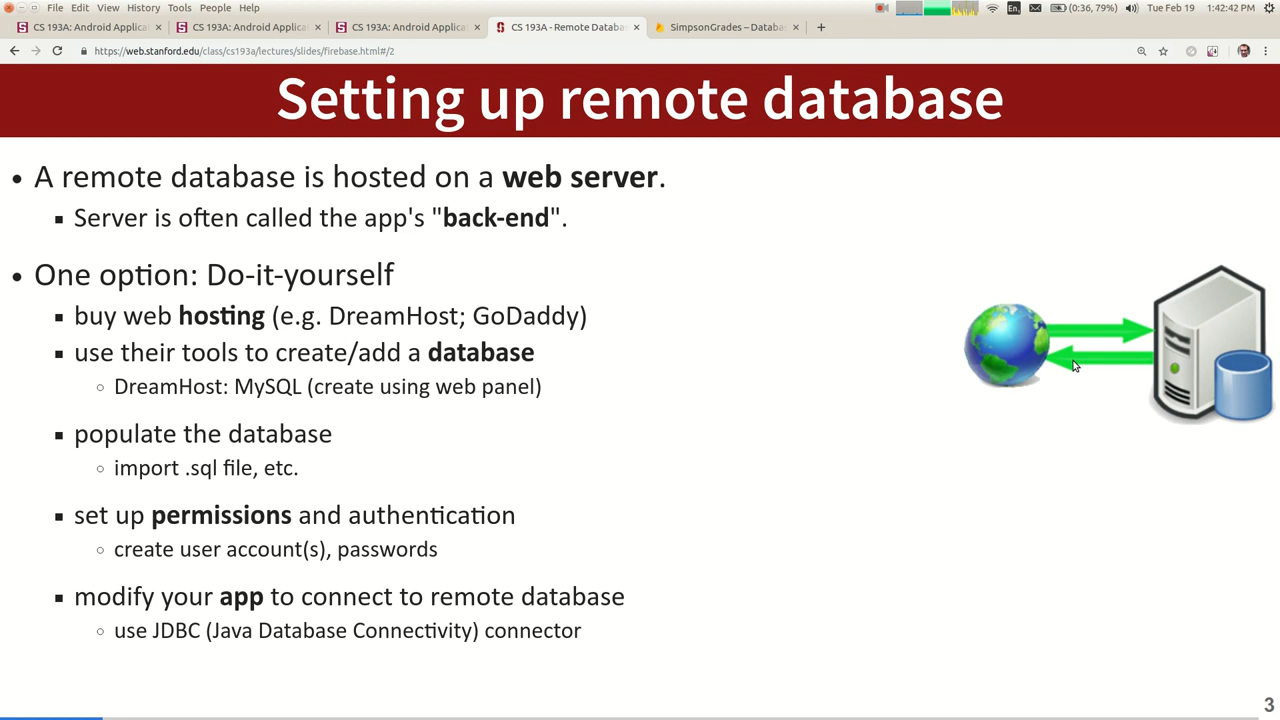 File Edit View History Tools People Help
En
(0:36, 79%)
Tue Feb 19
1:42:42 PM
CS 193A: Android Applicat
CS 193A: Android Applicat
CS 193A: Android Applicat
CS 193A - Remote Databas
SimpsonGrades – Databas
https://web.stanford.edu/class/cs193a/lectures/slides/firebase.html#/2
Setting up remote database
• A remote database is hosted on a web server.
▪ Server is often called the app's "back-end".
• One option: Do-it-yourself
▪ buy web hosting (e.g. DreamHost; GoDaddy)
▪ use their tools to create/add a database
○ DreamHost: MySQL (create using web panel)
▪ populate the database
○ import .sql file, etc.
▪ set up permissions and authentication
○ create user account(s), passwords
▪ modify your app to connect to remote database
○ use JDBC (Java Database Connectivity) connector
3